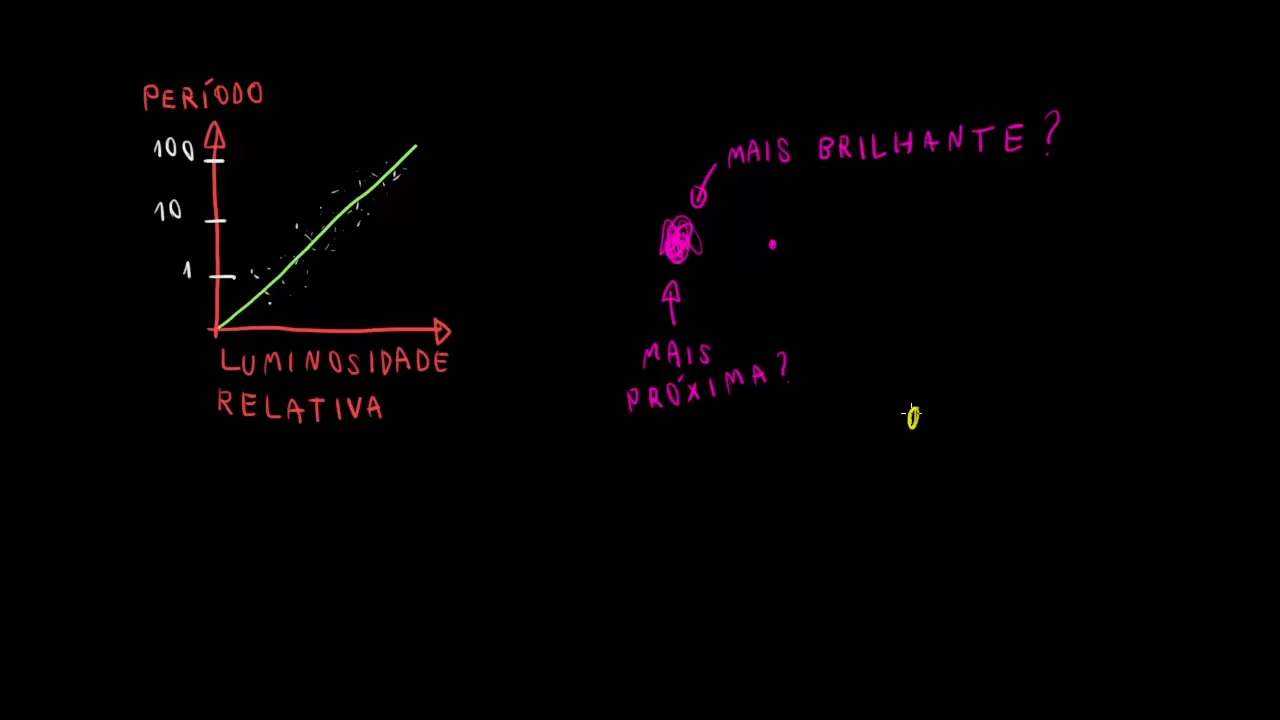 PERÍODO
100
10
1
LUMINOSIDADE
RELATIVA
MAIS BRILHANTE?
MAIS
PRÓXIMA?